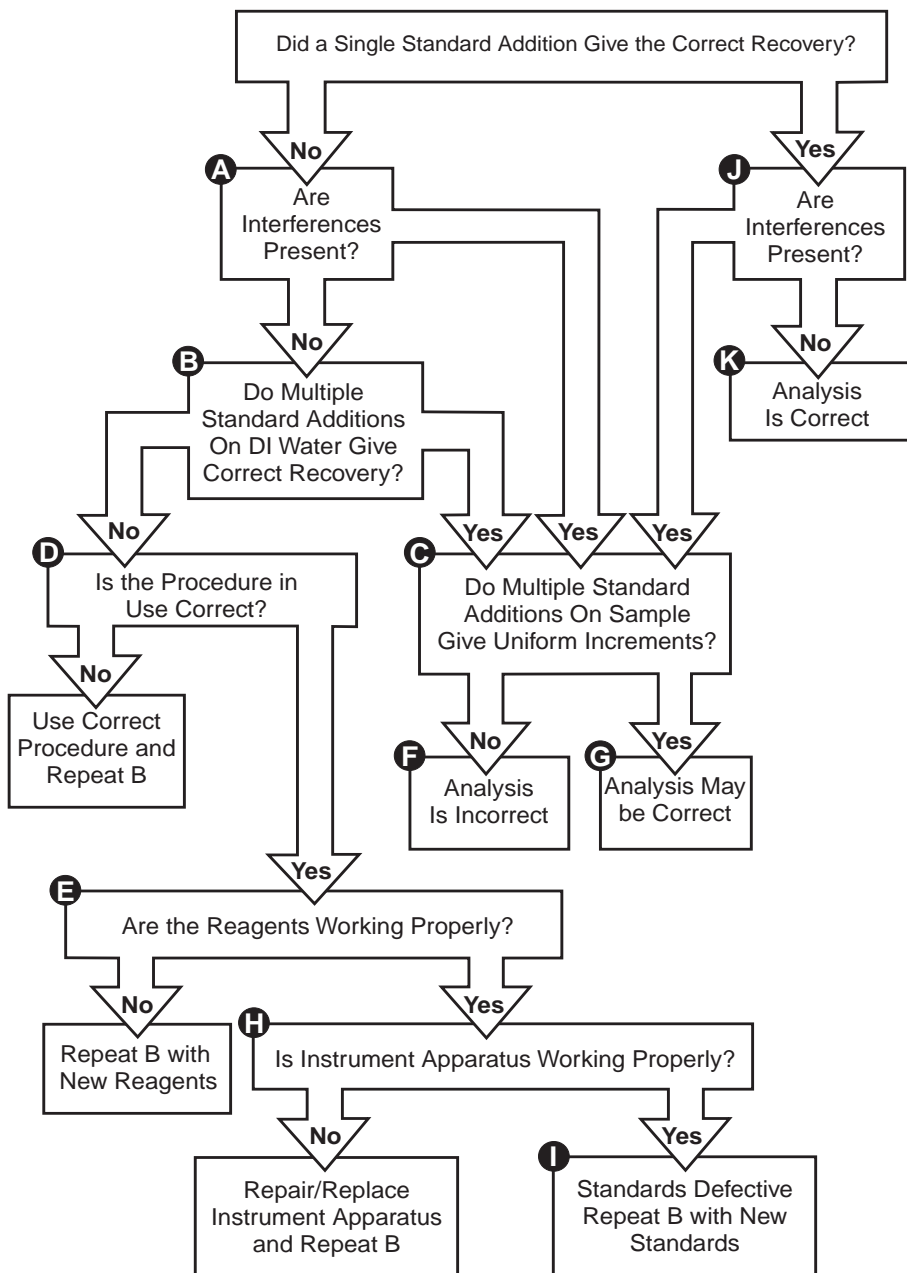 Did a Single Standard Addition Give the Correct Recovery?
No
Yes
A
Are
Interferences
Present?
J
Are
Interferences
Present?
No
No
B
Do Multiple
Standard Additions
On DI Water Give
Correct Recovery?
K
Analysis
Is Correct
No
Yes
Yes
Yes
D
Is the Procedure in
Use Correct?
C
Do Multiple Standard
Additions On Sample
Give Uniform Increments?
No
Use Correct
Procedure and
Repeat B
No
Yes
F
Analysis
Is Incorrect
G
Analysis May
be Correct
Yes
E
Are the Reagents Working Properly?
No
Yes
Repeat B with
New Reagents
H
Is Instrument Apparatus Working Properly?
No
Yes
Repair/Replace
Instrument Apparatus
and Repeat B
I
Standards Defective
Repeat B with New
Standards